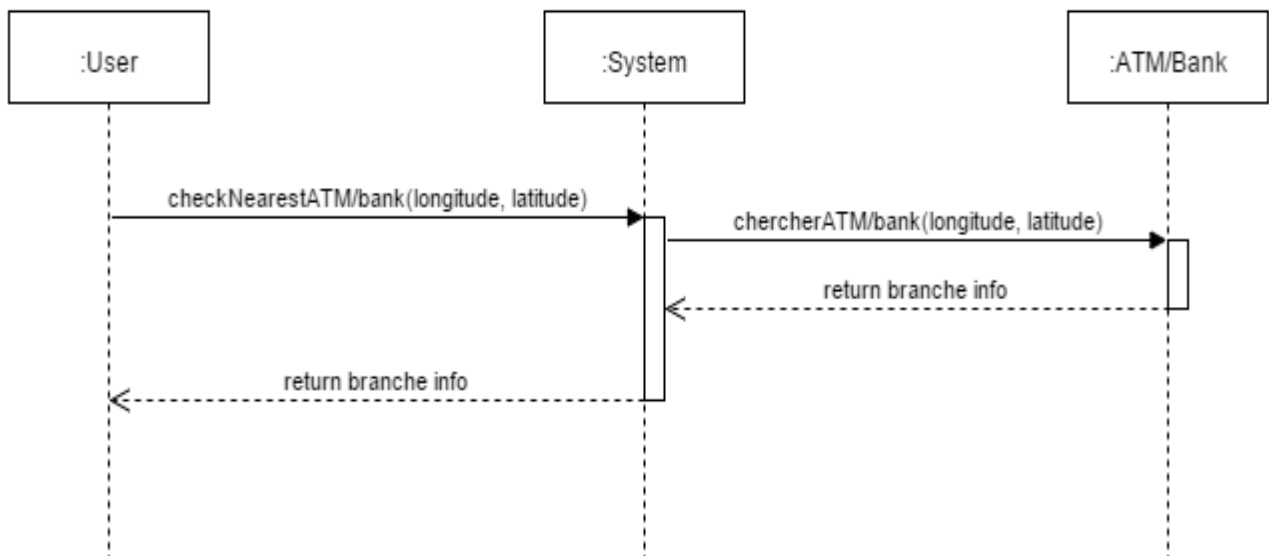 :User
:System
:ATM/Bank
checkNearestATM/bank(longitude, latitude)
chercherATM/bank(longitude, latitude)
return branche info
return branche info